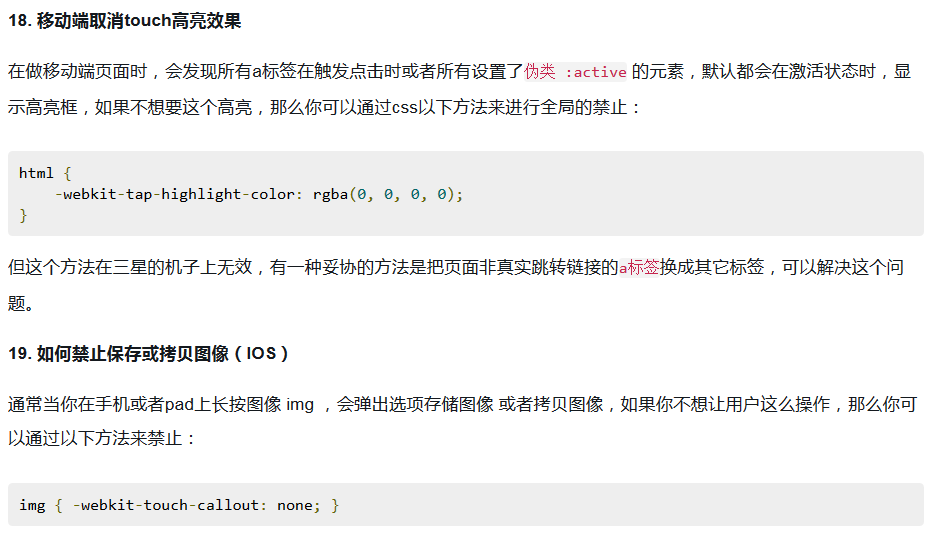 18. 移动端取消touch高亮效果
在做移动端页面时，会发现所有a标签在触发点击时或者所有设置了伪类 :active 的元素，默认都会在激活状态时，显
示高亮框，如果不想要这个高亮，那么你可以通过css以下方法来进行全局的禁止：
html {
    -webkit-tap-highlight-color: rgba(0, 0, 0, 0);
}
但这个方法在三星的机子上无效，有一种妥协的方法是把页面非真实跳转链接的a标签换成其它标签，可以解决这个问
题。
19. 如何禁止保存或拷贝图像（IOS）
通常当你在手机或者pad上长按图像 img ，会弹出选项存储图像 或者拷贝图像，如果你不想让用户这么操作，那么你可
以通过以下方法来禁止：
img { -webkit-touch-callout: none; }